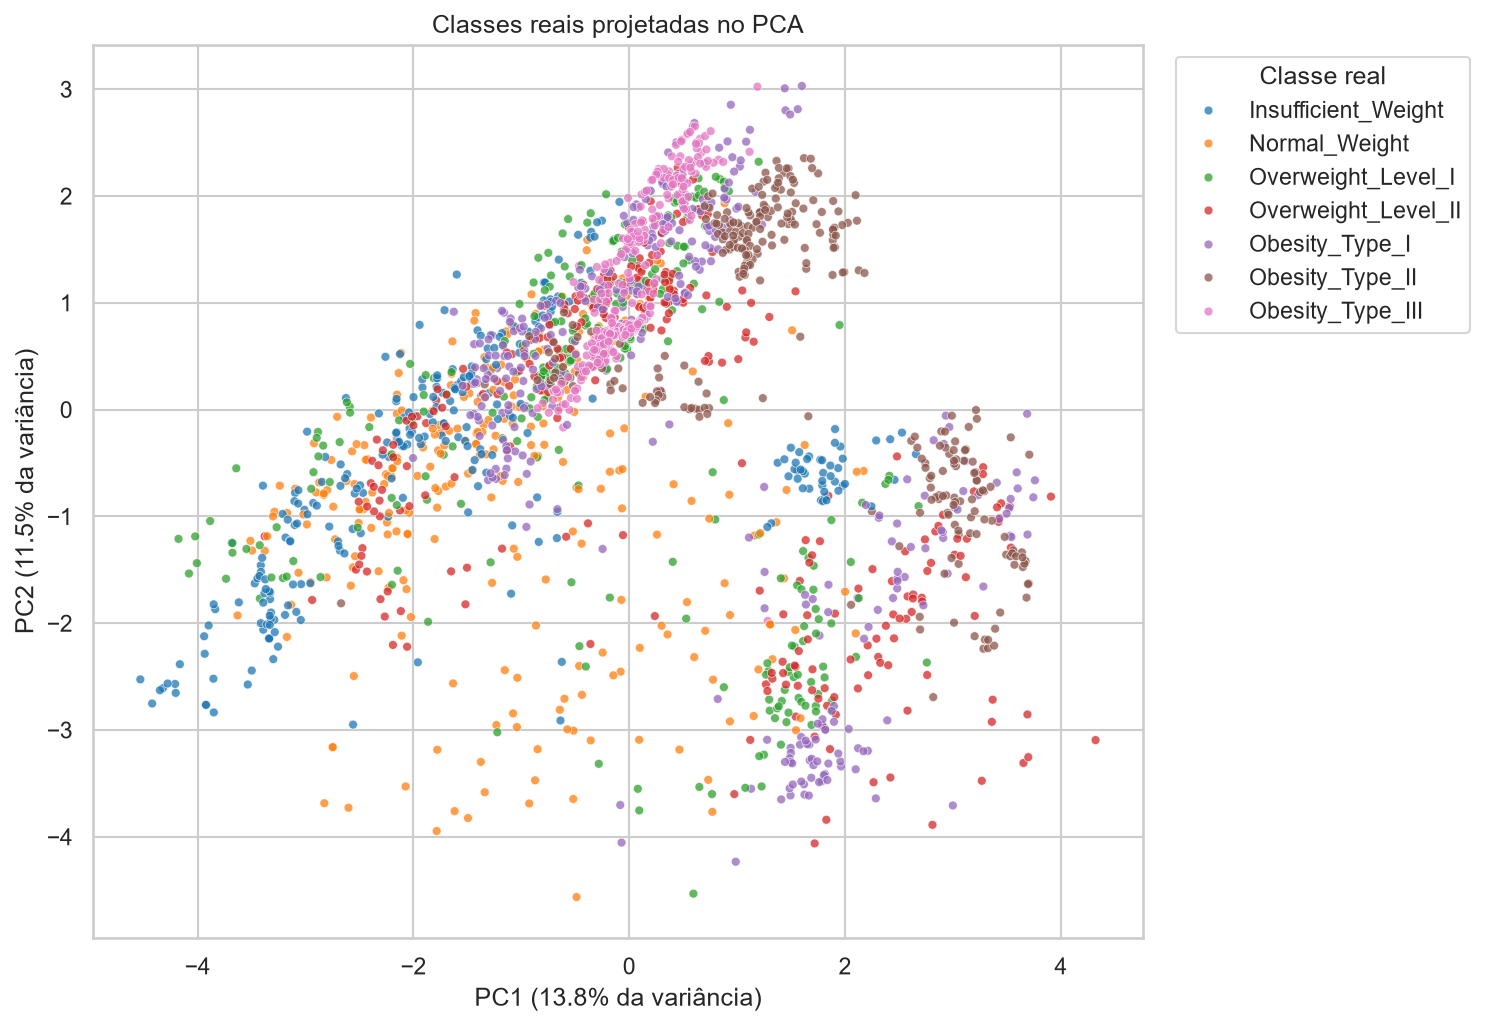 Classes reais projetadas no PCA
Classe real
Insufficient_Weight
Normal_Weight
Overweight_Level_I
Overweight_Level_II
Obesity_Type_I
Obesity_Type_II
Obesity_Type_III
PC2 (11.5% da variância)
3
2
1
0
−1
−2
−3
−4
−4
−2
0
2
4
PC1 (13.8% da variância)